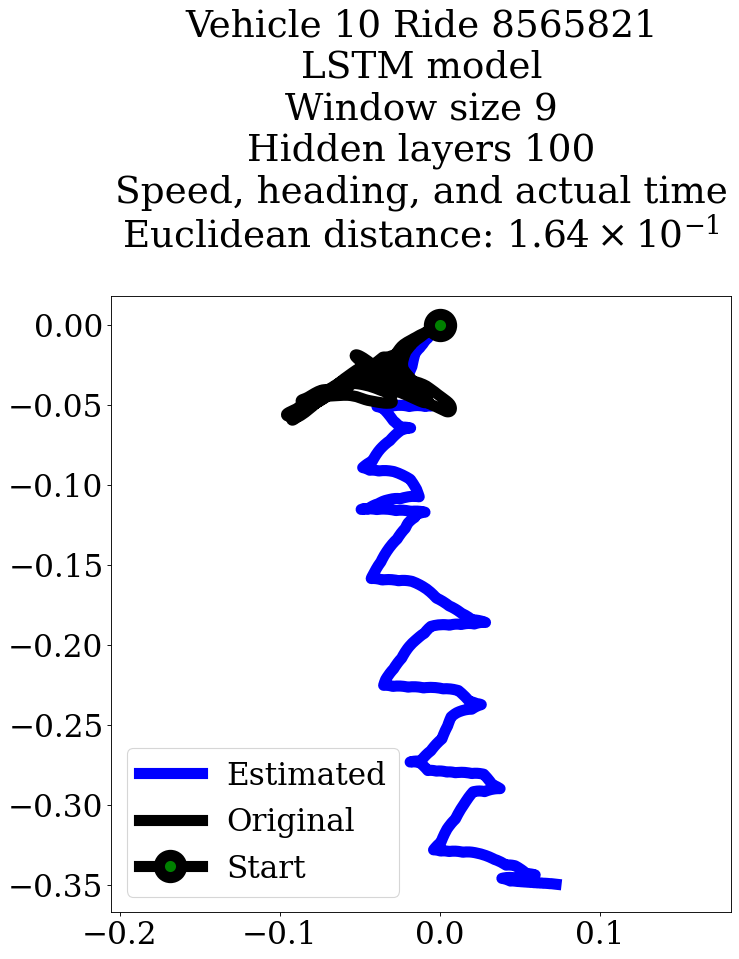 Vehicle 10 Ride 8565821
LSTM model
Window size 9
Hidden layers 100
Speed, heading, and actual time
Euclidean distance: 1.64 × 10⁻¹
0.00
−0.05
−0.10
−0.15
−0.20
−0.25
−0.30
−0.35
Estimated
Original
Start
−0.2
−0.1
0.0
0.1